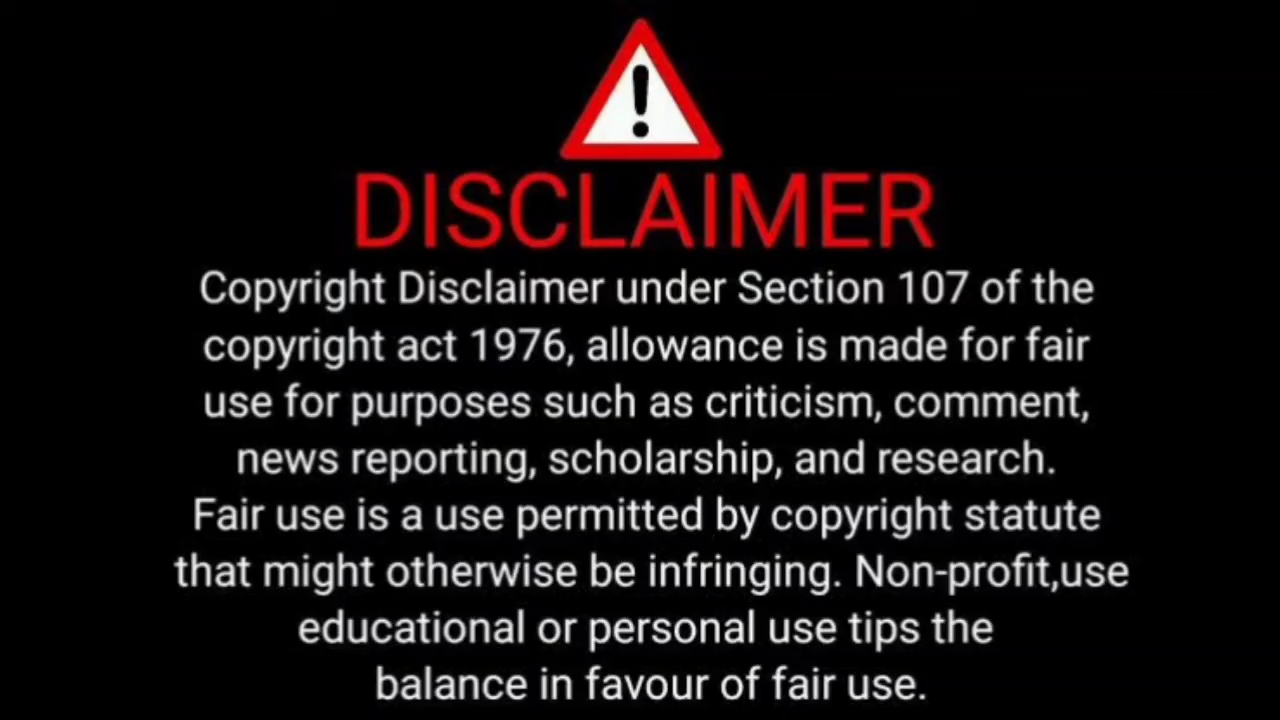 DISCLAIMER
Copyright Disclaimer under Section 107 of the
copyright act 1976, allowance is made for fair
use for purposes such as criticism, comment,
news reporting, scholarship, and research.
Fair use is a use permitted by copyright statute
that might otherwise be infringing. Non-profit,use
educational or personal use tips the
balance in favour of fair use.